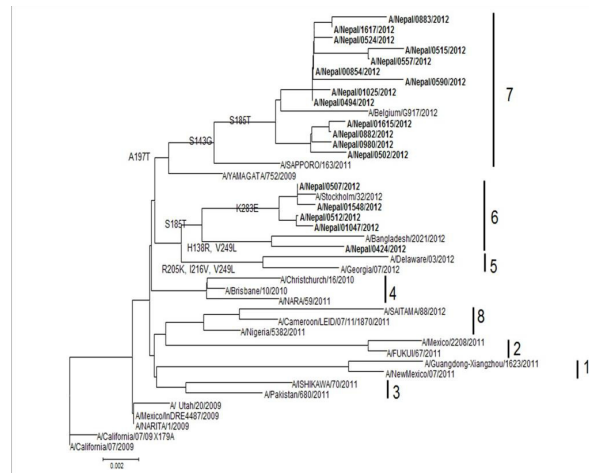 A/Nepal/0883/2012
A/Nepal/1617/2012
A/Nepal/0524/2012
A/Nepal/0515/2012
A/Nepal/0557/2012
A/Nepal/00854/2012
A/Nepal/0590/2012
7
A/Nepal/01025/2012
A/Nepal/0494/2012
A/Belgium/G917/2012
S185T
A/Nepal/01615/2012
A/Nepal/0882/2012
A/Nepal/0980/2012
S143G
A/Nepal/0502/2012
A197T
A/SAPPORO/163/2011
A/YAMAGATA/752/2009
A/Nepal/0507/2012
A/Stockholm/32/2012
K283E
A/Nepal/01548/2012
A/Nepal/0512/2012
6
S185T
A/Nepal/01047/2012
A/Bangladesh/2021/2012
H138R, V249L
A/Nepal/0424/2012
A/Delaware/03/2012
5
R205K, I216V, V249L
A/Georgia/07/2012
A/Christchurch/16/2010
A/Brisbane/10/2010
4
A/NARA/59/2011
A/SAITAMA/88/2012
A/Cameroon/LEID/07/11/1870/2011
8
A/Nigeria/5382/2011
A/Mexico/2208/2011
2
A/FUKUI/67/2011
A/Guangdong-Xiangzhou/1623/2011
1
A/NewMexico/07/2011
A/ISHIKAWA/70/2011
3
A/Pakistan/680/2011
A/ Utah/20/2009
A/Mexico/InDRE4487/2009
A/NARITA/1/2009
A/California/07/09 X179A
A/California/07/2009
0.002